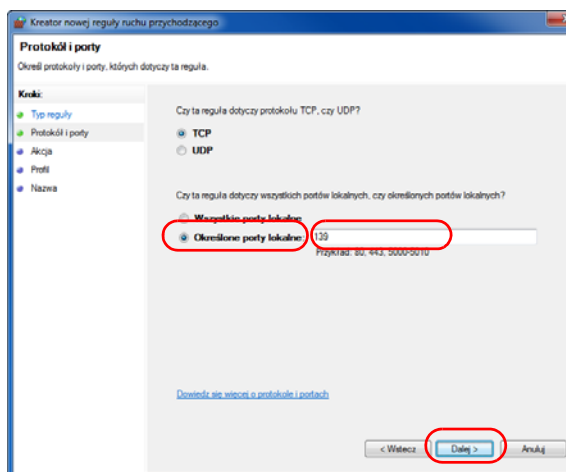 Kreator nowej reguły ruchu przychodzącego
Protokół i porty
Określ protokoły i porty, których dotyczy ta reguła.
Kroki:
Typ reguły
Protokół i porty
Akcja
Profil
Nazwa
Czy ta reguła dotyczy protokołu TCP, czy UDP?
TCP
UDP
Czy ta reguła dotyczy wszystkich portów lokalnych, czy określonych portów lokalnych?
Wszystkie porty lokalne
Określone porty lokalne: 139
Przykład: 80, 443, 5000-5010
Dowiedz się więcej o protokole i portach
< Wstecz Dalej > Anuluj